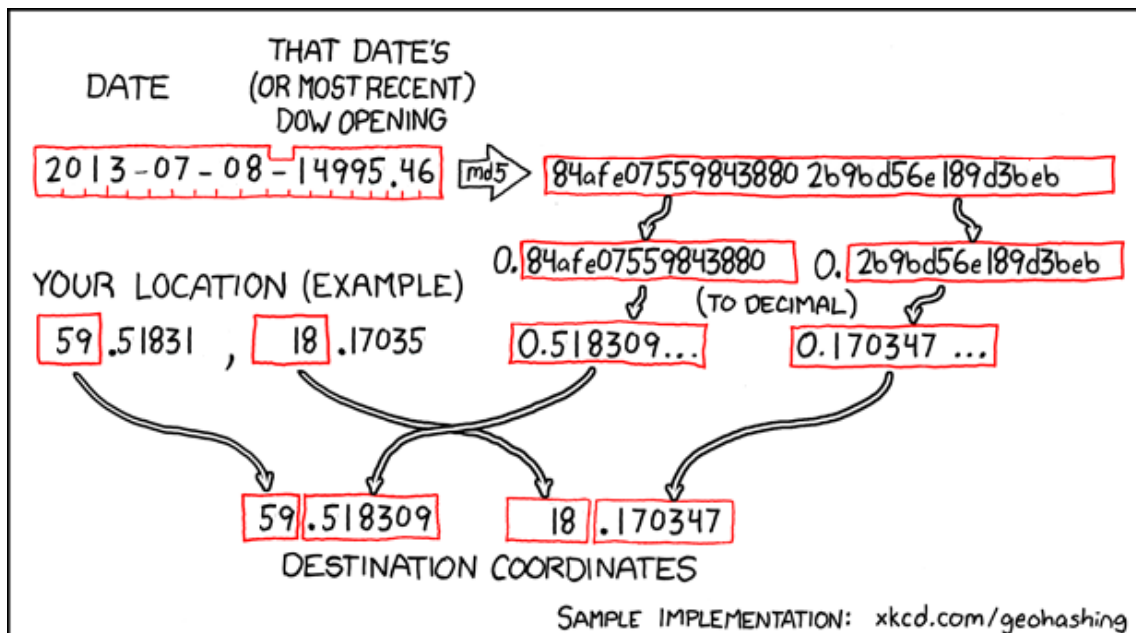 DATE
THAT DATE'S
(OR MOST RECENT)
DOW OPENING
2013-07-08-14995.46
md5
84afe07559843880 2b9bd56e189d3beb
0.84afe07559843880
0.2b9bd56e189d3beb
(TO DECIMAL)
YOUR LOCATION (EXAMPLE)
59.51831, 18.17035
0.518309...
0.170347 ...
59.518309
18.170347
DESTINATION COORDINATES
SAMPLE IMPLEMENTATION: xkcd.com/geohashing